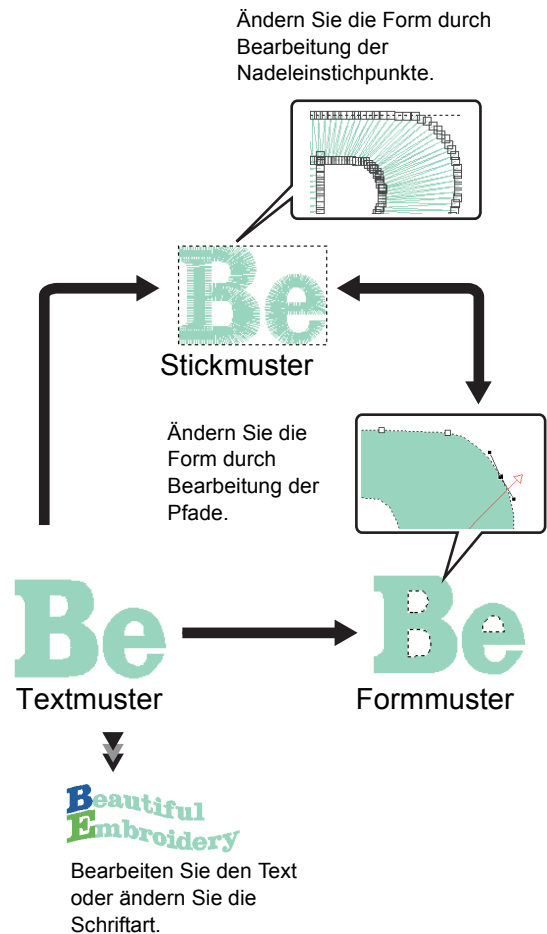 Ändern Sie die Form durch
Bearbeitung der
Nadeleinstichpunkte.
Be
Stickmuster
Ändern Sie die
Form durch
Bearbeitung der
Pfade.
Be
Textmuster
Be
Formmuster
Beautiful
Embroidery
Bearbeiten Sie den Text
oder ändern Sie die
Schriftart.